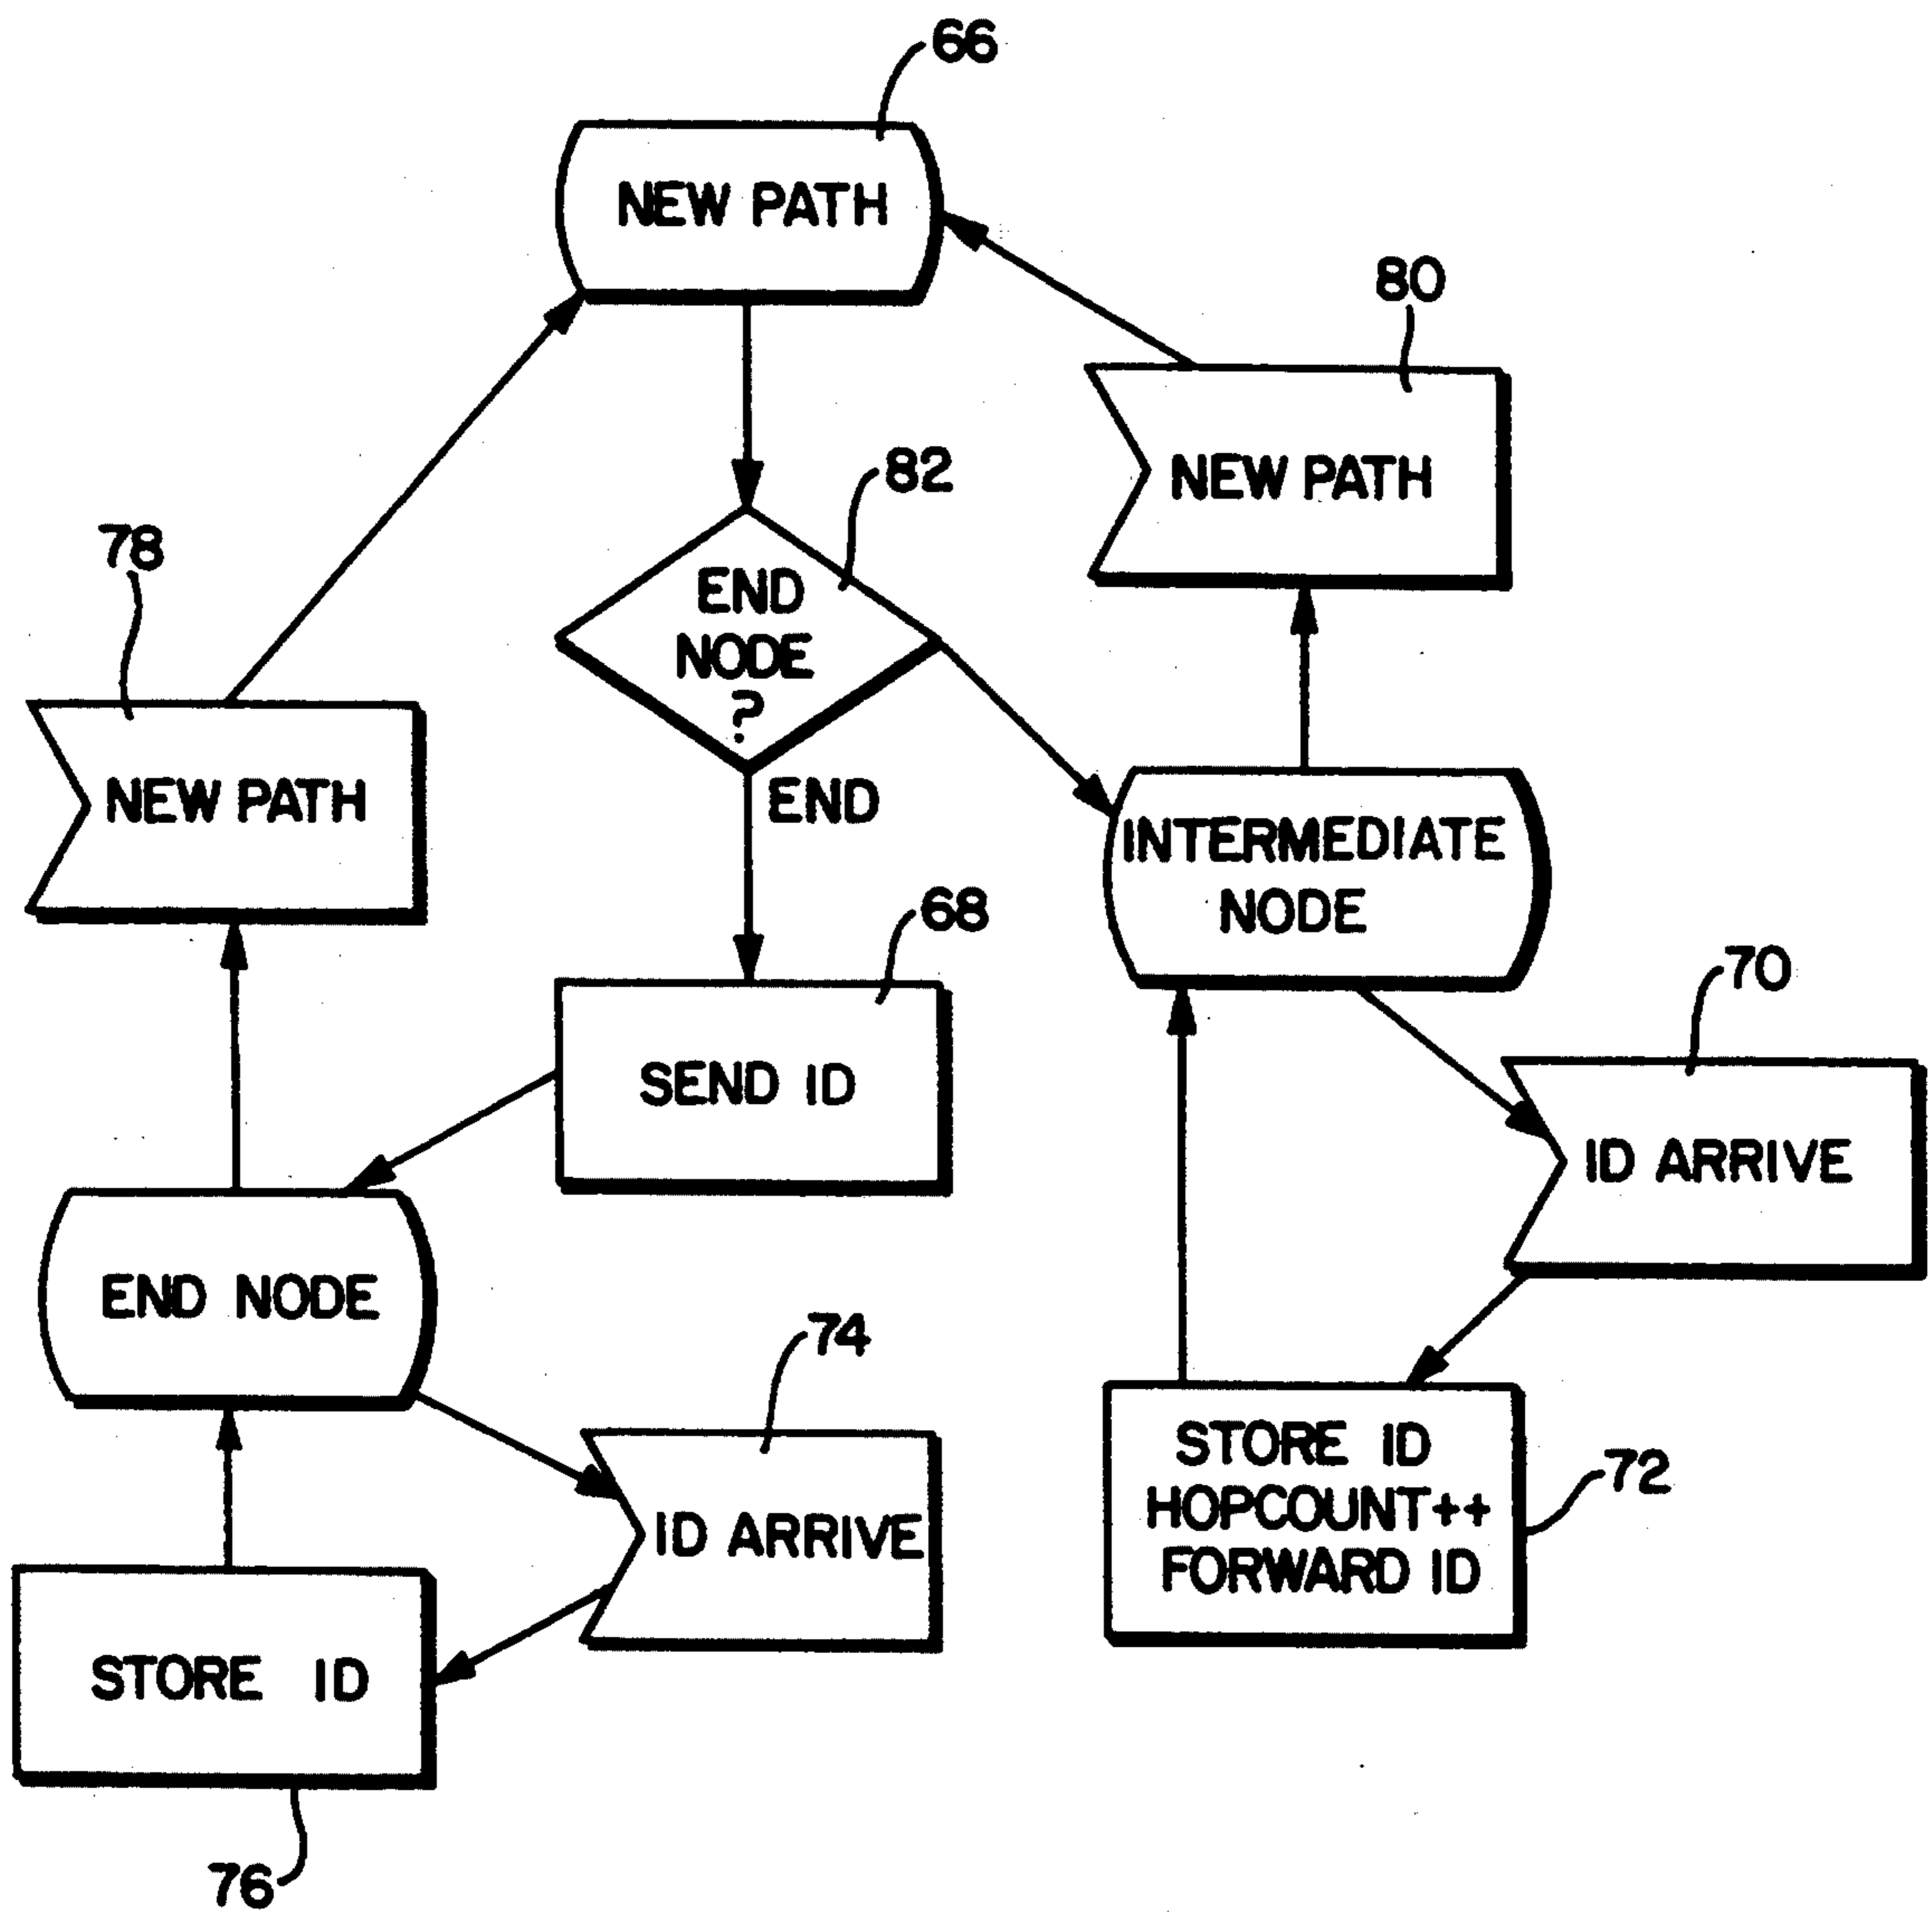 66
NEW PATH
80
NEW PATH
82
END
NODE
?
END
78
NEW PATH
INTERMEDIATE
NODE
68
SEND ID
70
ID ARRIVE
END NODE
74
ID ARRIVE
STORE ID
HOPCOUNT++
FORWARD ID
72
STORE ID
76